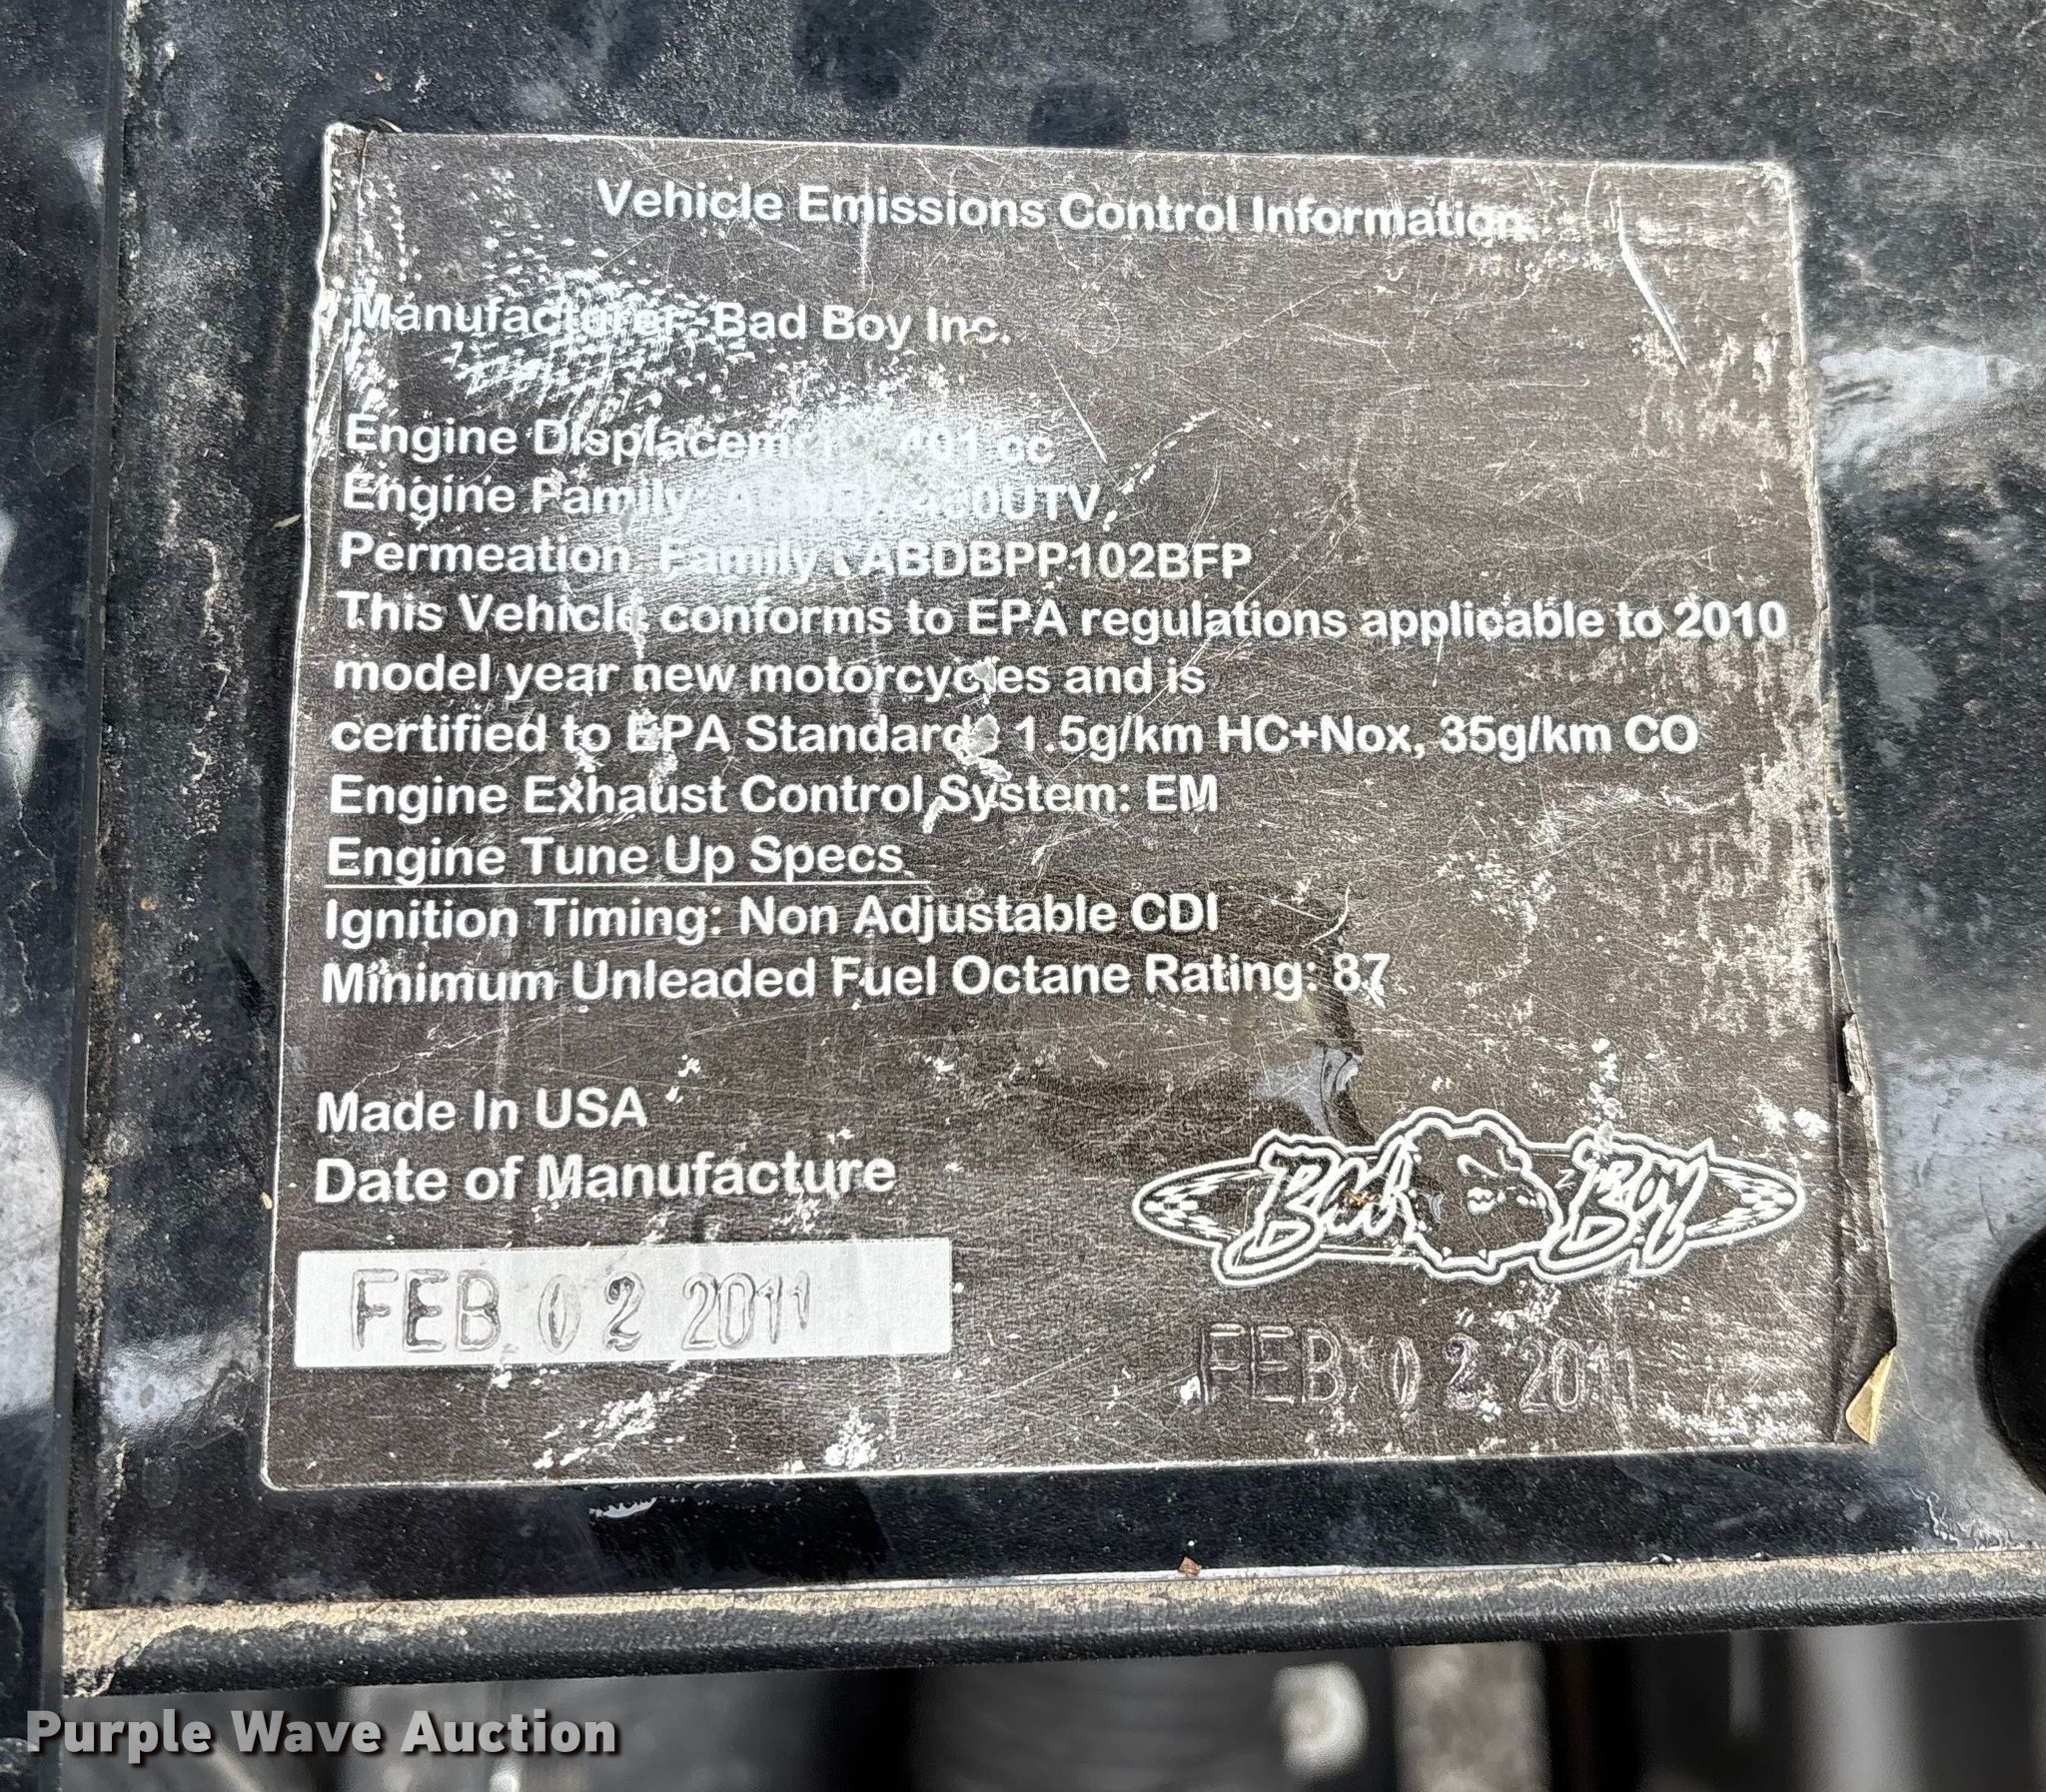 Vehicle Emissions Control Information
Manufacturer: Bad Boy Inc.
Engine Displacement: 401 cc
Engine Family:
Permeation Family: ABDBPP102BFP
This Vehicle conforms to EPA regulations applicable to 2010
model year new motorcycles and is
certified to EPA Standards 1.5g/km HC+Nox, 35g/km CO
Engine Exhaust Control System: EM
Engine Tune Up Specs
Ignition Timing: Non Adjustable CDI
Minimum Unleaded Fuel Octane Rating: 87
Made In USA
Date of Manufacture
Bad Boy
FEB 02 2011
FEB 02 2011
Purple Wave Auction